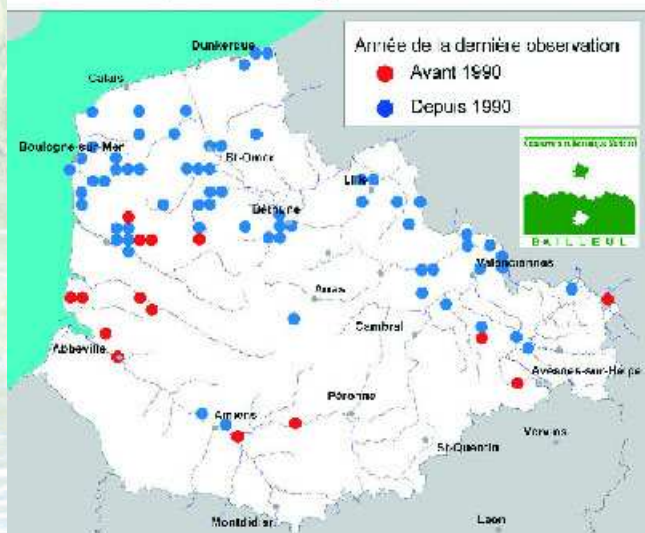 Dunkerque
Année de la dernière observation
Avant 1990
Depuis 1990
Calais
Boulogne-sur-Mer
St-Omer
Lille
Béthune
BAILLEUL
Valenciennes
Arras
Cambrai
Abbeville
Avesnes-sur-Helpe
Péronne
Amiens
St-Quentin
Vervins
Montdidier
Laon